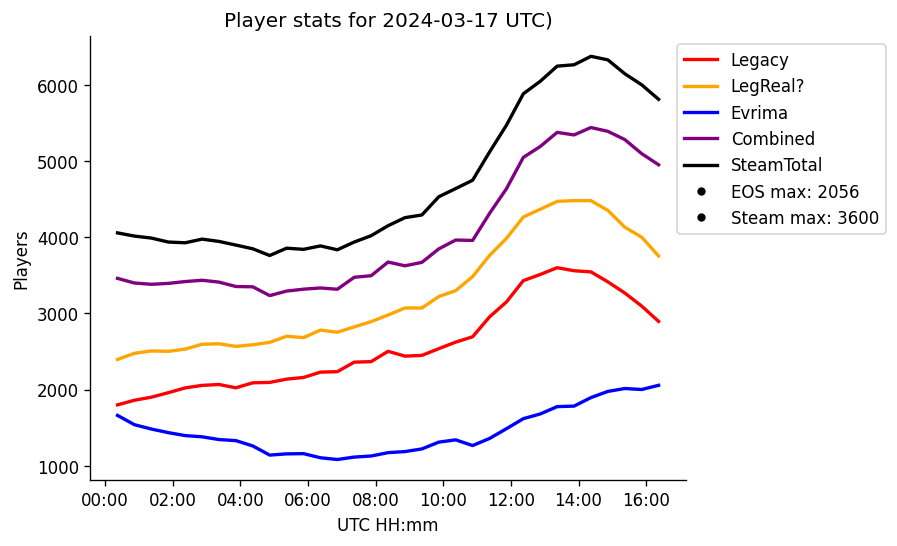 Player stats for 2024-03-17 UTC)
Legacy
LegReal?
Evrima
Combined
SteamTotal
EOS max: 2056
Steam max: 3600
6000
5000
4000
3000
2000
1000
Players
00:00 02:00 04:00 06:00 08:00 10:00 12:00 14:00 16:00
UTC HH:mm